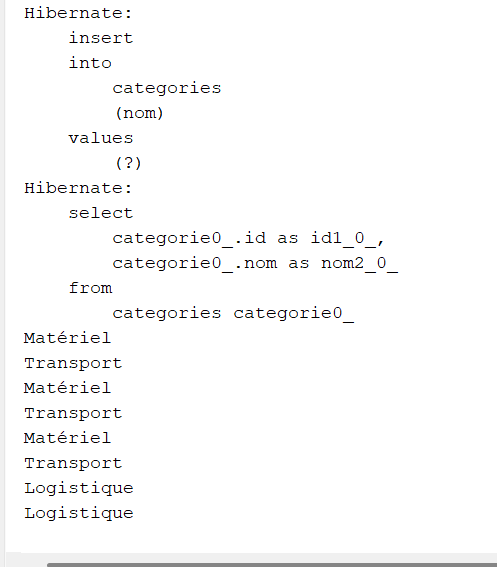 Hibernate:
    insert
    into
        categories
        (nom)
    values
        (?)
Hibernate:
    select
        categorie0_.id as id1_0_,
        categorie0_.nom as nom2_0_
    from
        categories categorie0_
Matériel
Transport
Matériel
Transport
Matériel
Transport
Logistique
Logistique